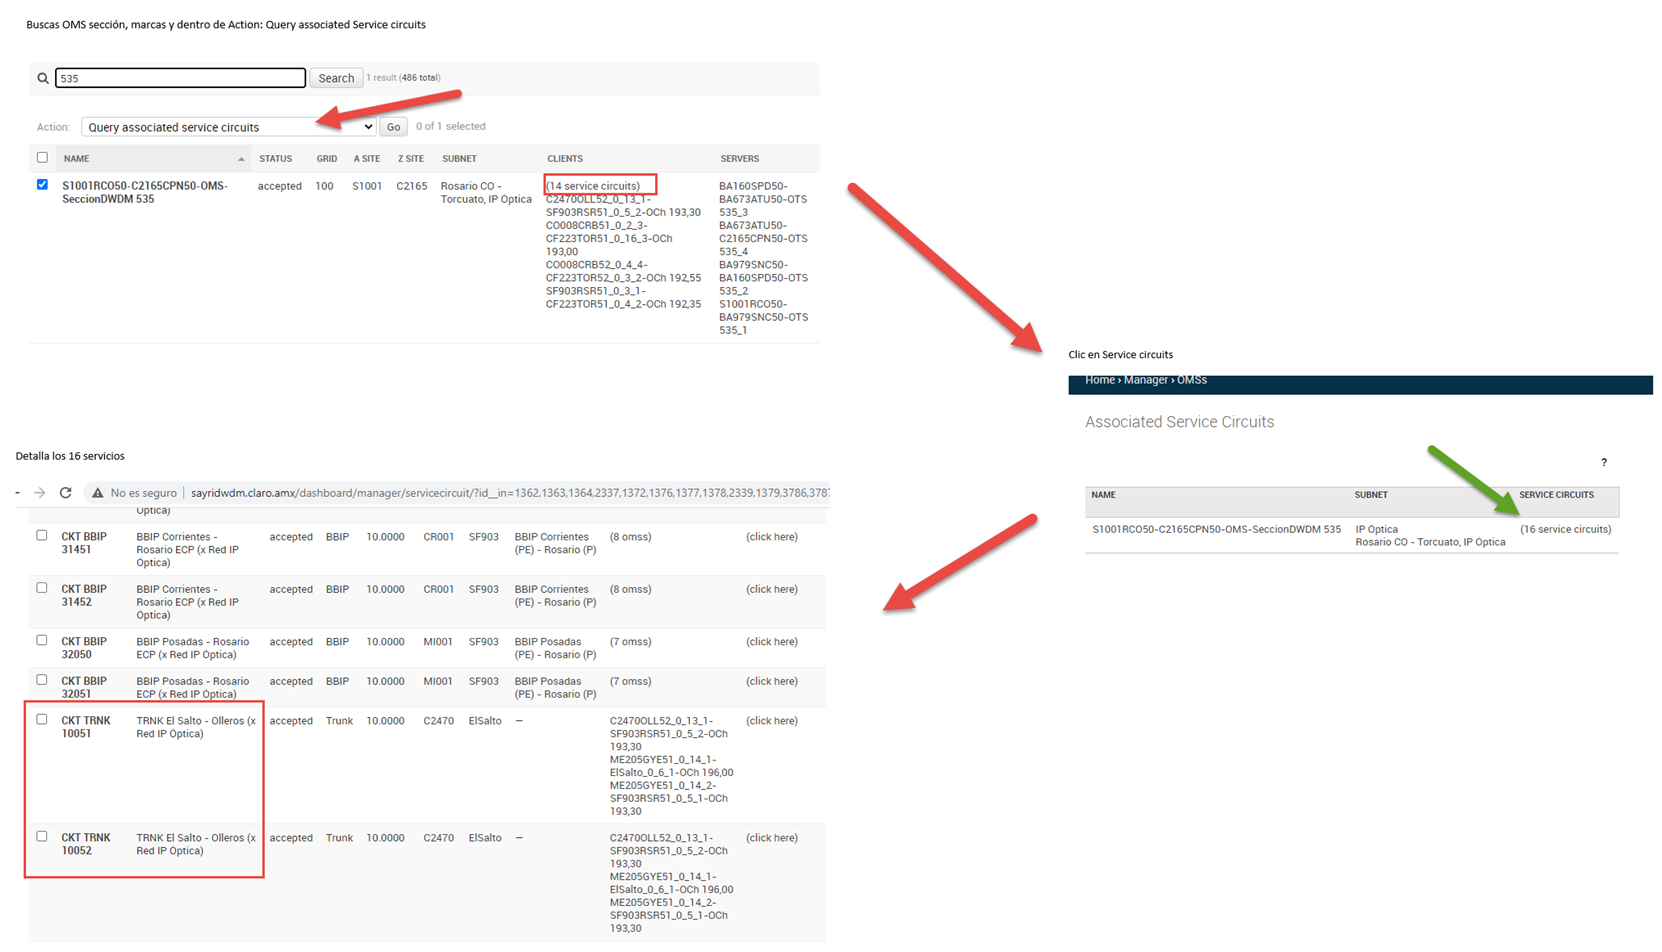 Buscas OMS sección, marcas y dentro de Action: Query associated Service circuits
535 Search 1 result (486 total)
Action: Query associated service circuits Go 0 of 1 selected
NAME STATUS GRID A SITE Z SITE SUBNET CLIENTS SERVERS
S1001RCO50-C2165CPN50-OMS-
SeccionDWDM 535
accepted 100 S1001 C2165
Rosario CO -
Torcuato, IP Óptica
(14 service circuits)
C2470OLL52_0_13_1-
SF903RSR51_0_5_2-OCh 193,30
CO008CRB51_0_2_3-
CF223TOR51_0_16_3-OCh
193,00
CO008CRB52_0_4_4-
CF223TOR52_0_3_2-OCh 192,55
SF903RSR51_0_3_1-
CF223TOR51_0_4_2-OCh 192,35
BA160SPD50-
BA673ATU50-OTS
535_3
BA673ATU50-
C2165CPN50-OTS
535_4
BA979SNC50-
BA160SPD50-OTS
535_2
S1001RCO50-
BA979SNC50-OTS
535_1
Clic en Service circuits
Home › Manager › OMSs
Associated Service Circuits
?
NAME SUBNET SERVICE CIRCUITS
S1001RCO50-C2165CPN50-OMS-SeccionDWDM 535
IP Óptica
Rosario CO - Torcuato, IP Óptica
(16 service circuits)
Detalla los 16 servicios
No es seguro | sayridwdm.claro.amx/dashboard/manager/servicecircuit/?id__in=1362,1363,1364,2337,1372,1376,1377,1378,2339,1379,3786,3787
Óptica)
CKT BBIP
31451
BBIP Corrientes -
Rosario ECP (x Red IP
Óptica)
accepted BBIP 10.0000 CR001 SF903
BBIP Corrientes
(PE) - Rosario (P)
(8 omss) (click here)
CKT BBIP
31452
BBIP Corrientes -
Rosario ECP (x Red IP
Óptica)
accepted BBIP 10.0000 CR001 SF903
BBIP Corrientes
(PE) - Rosario (P)
(8 omss) (click here)
CKT BBIP
32050
BBIP Posadas - Rosario
ECP (x Red IP Óptica)
accepted BBIP 10.0000 MI001 SF903
BBIP Posadas
(PE) - Rosario (P)
(7 omss) (click here)
CKT BBIP
32051
BBIP Posadas - Rosario
ECP (x Red IP Óptica)
accepted BBIP 10.0000 MI001 SF903
BBIP Posadas
(PE) - Rosario (P)
(7 omss) (click here)
CKT TRNK
10051
TRNK El Salto - Olleros (x
Red IP Óptica)
accepted Trunk 10.0000 C2470 ElSalto —
C2470OLL52_0_13_1-
SF903RSR51_0_5_2-OCh
193,30
ME205GYE51_0_14_1-
ElSalto_0_6_1-OCh 196,00
ME205GYE51_0_14_2-
SF903RSR51_0_5_1-OCh
193,30
(click here)
CKT TRNK
10052
TRNK El Salto - Olleros (x
Red IP Óptica)
accepted Trunk 10.0000 C2470 ElSalto —
C2470OLL52_0_13_1-
SF903RSR51_0_5_2-OCh
193,30
ME205GYE51_0_14_1-
ElSalto_0_6_1-OCh 196,00
ME205GYE51_0_14_2-
SF903RSR51_0_5_1-OCh
193,30
(click here)